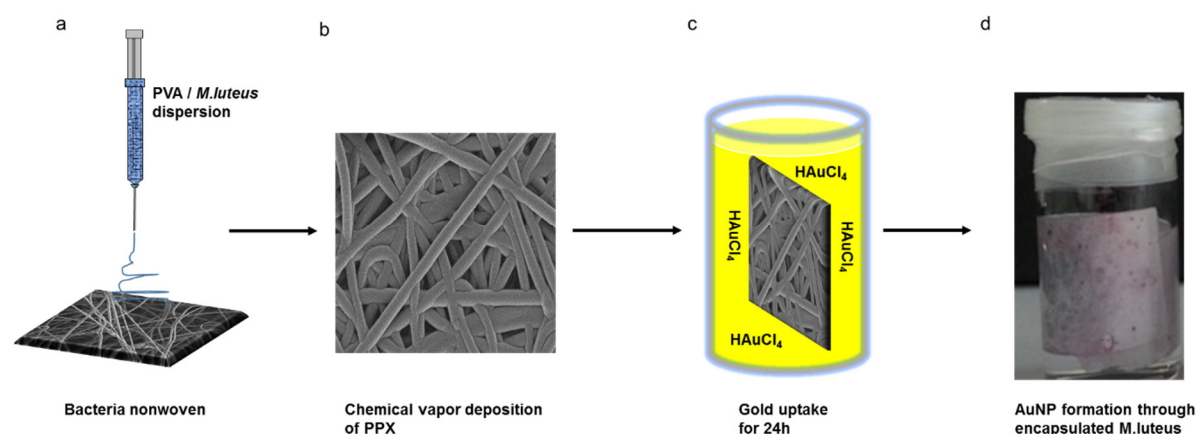 a
b
c
d
PVA / M.luteus
dispersion
HAuCl4
HAuCl4
HAuCl4
HAuCl4
Bacteria nonwoven
Chemical vapor deposition
of PPX
Gold uptake
for 24h
AuNP formation through
encapsulated M.luteus